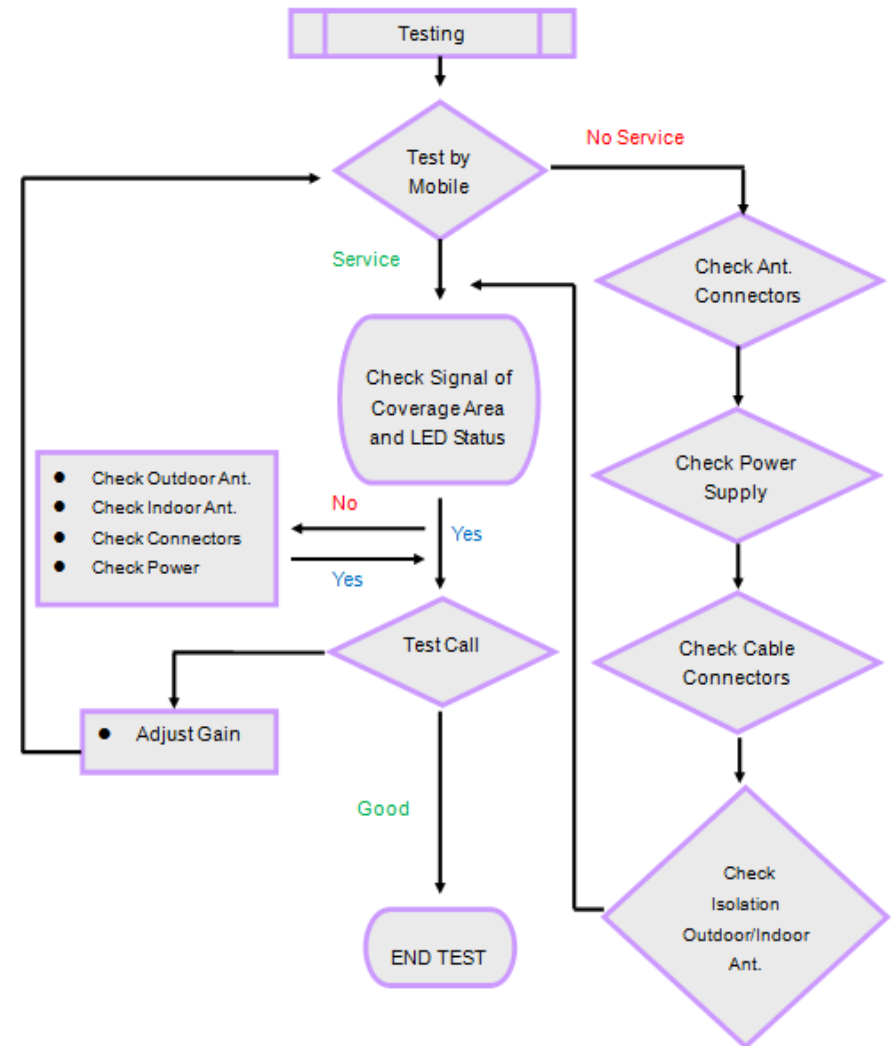 Testing
Test by
Mobile
No Service
Service
Check Ant.
Connectors
Check Signal of
Coverage Area
and LED Status
Check Power
Supply
● Check Outdoor Ant.
● Check Indoor Ant.
● Check Connectors
● Check Power
No
Yes
Yes
Test Call
Check Cable
Connectors
● Adjust Gain
Good
Check
Isolation
Outdoor/Indoor
Ant.
END TEST